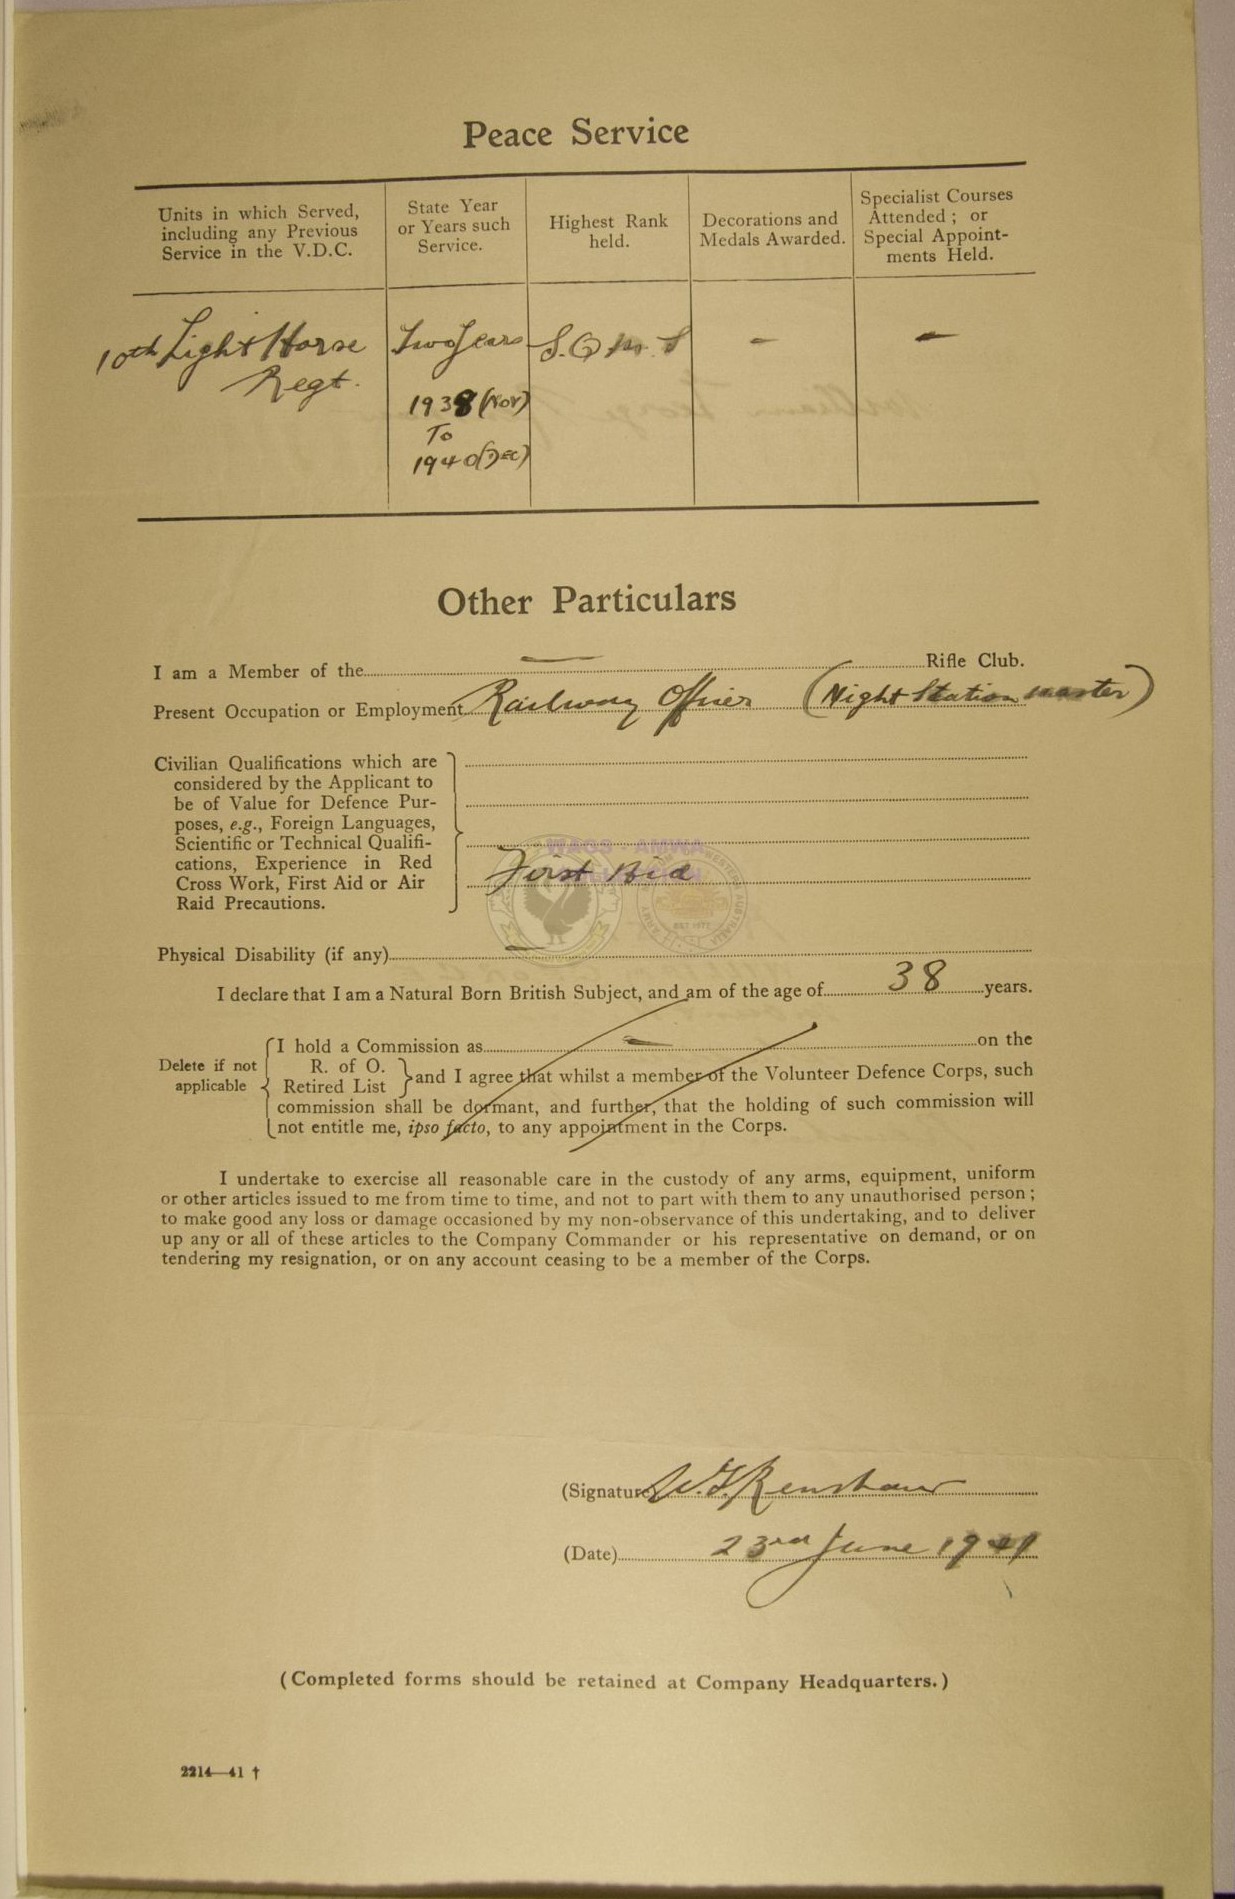 Peace Service
Units in which Served, including any Previous Service in the V.D.C.
State Year or Years such Service.
Highest Rank held.
Decorations and Medals Awarded.
Specialist Courses Attended ; or Special Appoint-ments Held.
10th Light Horse Regt.
Two Years
1938 (Nov)
To
1940 (Dec)
S.Q.M.S
-
-
Other Particulars
I am a Member of the — Rifle Club.
Present Occupation or Employment Railway Officer (Night Station master)
Civilian Qualifications which are
considered by the Applicant to
be of Value for Defence Pur-
poses, e.g., Foreign Languages,
Scientific or Technical Qualifi-
cations, Experience in Red
Cross Work, First Aid or Air
Raid Precautions.
First Aid
Physical Disability (if any) —
I declare that I am a Natural Born British Subject, and am of the age of 38 years.
Delete if not applicable
I hold a Commission as — on the
R. of O.
Retired List
and I agree that whilst a member of the Volunteer Defence Corps, such
commission shall be dormant, and further, that the holding of such commission will
not entitle me, ipso facto, to any appointment in the Corps.
I undertake to exercise all reasonable care in the custody of any arms, equipment, uniform
or other articles issued to me from time to time, and not to part with them to any unauthorised person ;
to make good any loss or damage occasioned by my non-observance of this undertaking, and to deliver
up any or all of these articles to the Company Commander or his representative on demand, or on
tendering my resignation, or on any account ceasing to be a member of the Corps.
(Signature) W.G. Renshaw
(Date) 23rd June 1941
(Completed forms should be retained at Company Headquarters.)
2214—41 †